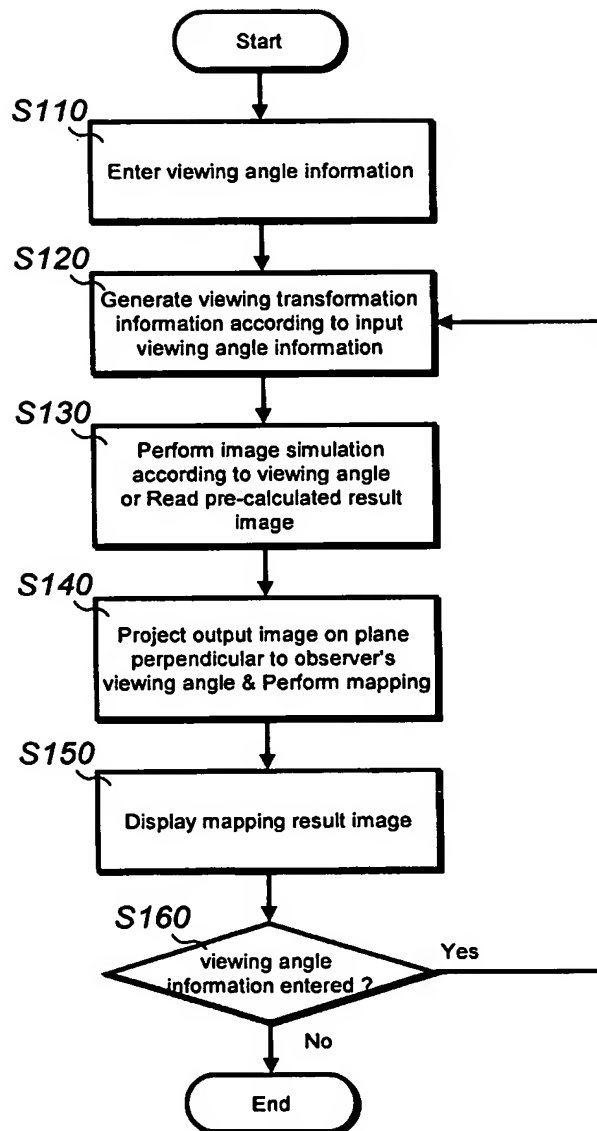 Start
S110
Enter viewing angle information
S120
Generate viewing transformation
information according to input
viewing angle information
S130
Perform image simulation
according to viewing angle
or Read pre-calculated result
image
S140
Project output image on plane
perpendicular to observer's
viewing angle & Perform mapping
S150
Display mapping result image
S160
viewing angle
information entered ?
Yes
No
End